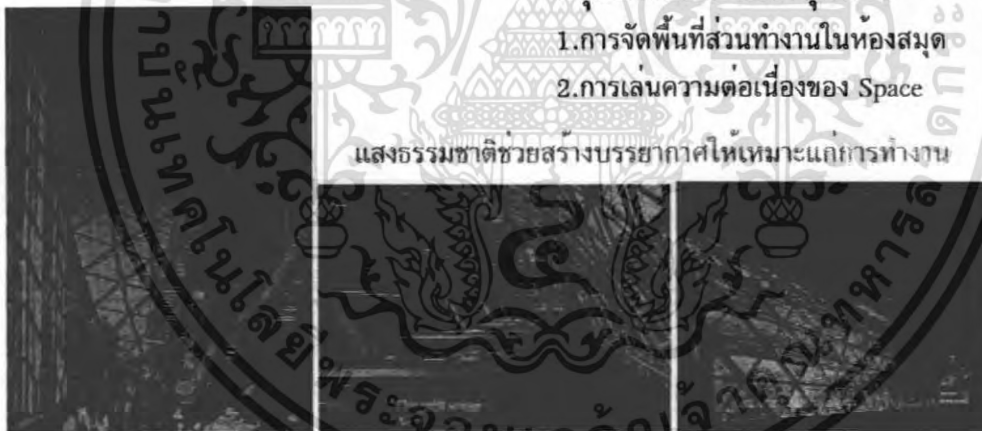 1.การจัดพื้นที่ส่วนทำงานในห้องสมุด
2.การเล่นความต่อเนื่องของ Space
แสงธรรมชาติช่วยสร้างบรรยากาศให้เหมาะแก่การทำงาน